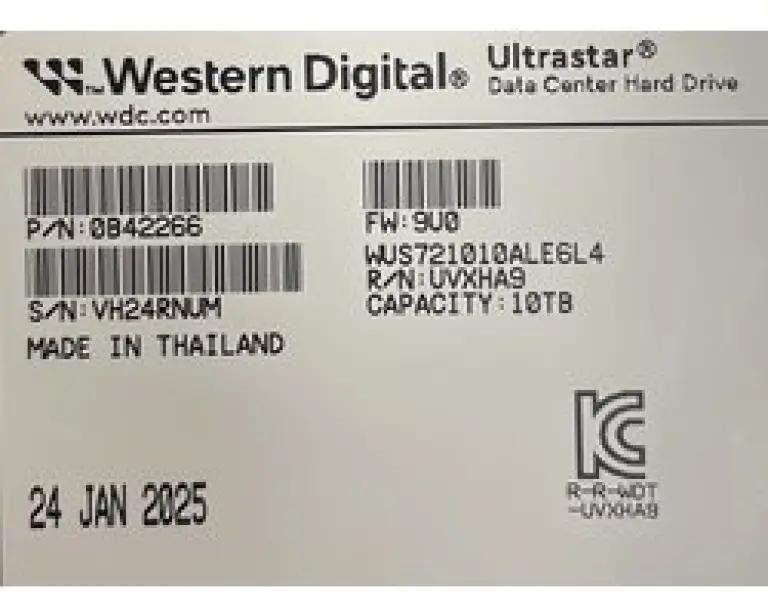 Western Digital® Ultrastar®
Data Center Hard Drive
www.wdc.com
P/N:0B42266
FW:9U0
WUS721010ALE6L4
R/N:UVXHA9
S/N:VH24RNUM
CAPACITY:10TB
MADE IN THAILAND
R-R-WDT
-UVXHA9
24 JAN 2025